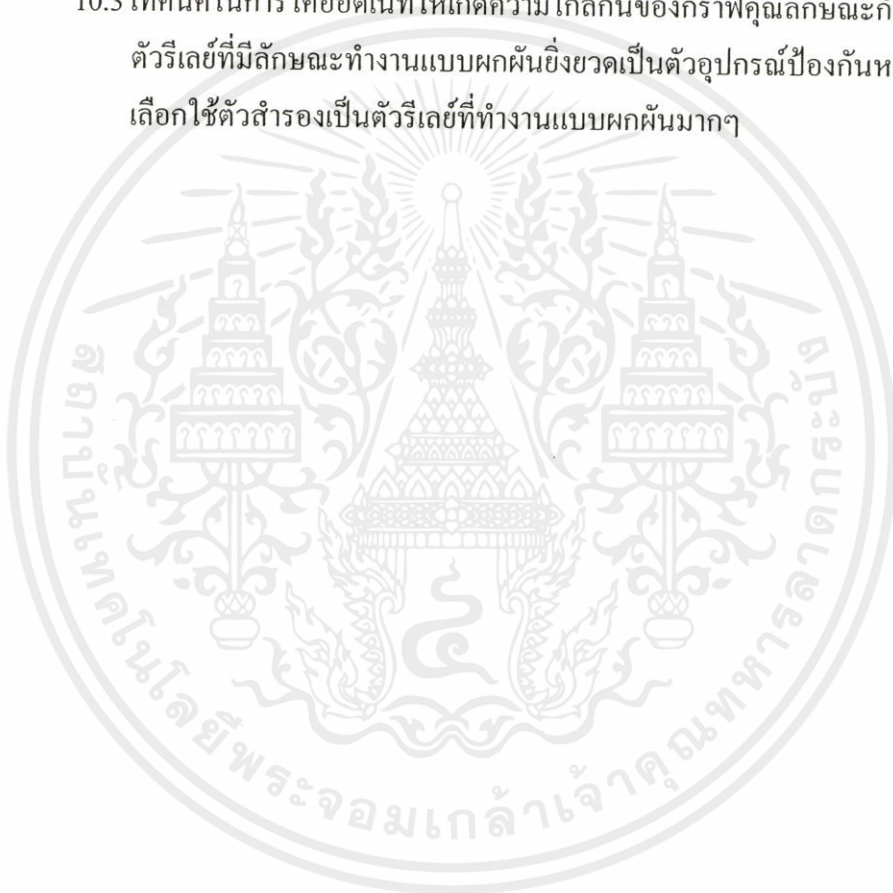 10.3 เทคนิคในการโคออดิเนทให้เกิดความใกล้กันของกราฟคุณลักษณะก
ตัวรีเลย์ที่มีลักษณะทำงานแบบผกผันยิ่งยวดเป็นตัวอุปกรณ์ป้องกันห
เลือกใช้ตัวสำรองเป็นตัวรีเลย์ที่ทำงานแบบผกผันมากๆ
สถาบันเทคโนโลยีพระจอมเกล้าเจ้าคุณทหารลาดกระบัง